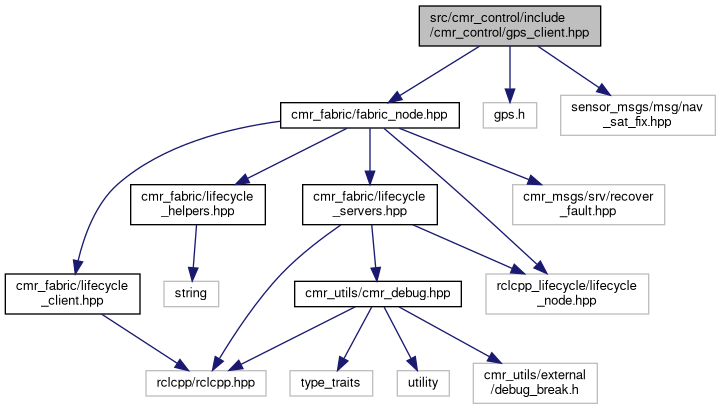 src/cmr_control/include
/cmr_control/gps_client.hpp
cmr_fabric/fabric_node.hpp
gps.h
sensor_msgs/msg/nav
_sat_fix.hpp
cmr_fabric/lifecycle
_helpers.hpp
cmr_fabric/lifecycle
_servers.hpp
cmr_msgs/srv/recover
_fault.hpp
cmr_fabric/lifecycle
_client.hpp
string
cmr_utils/cmr_debug.hpp
rclcpp_lifecycle/lifecycle
_node.hpp
rclcpp/rclcpp.hpp
type_traits
utility
cmr_utils/external
/debug_break.h